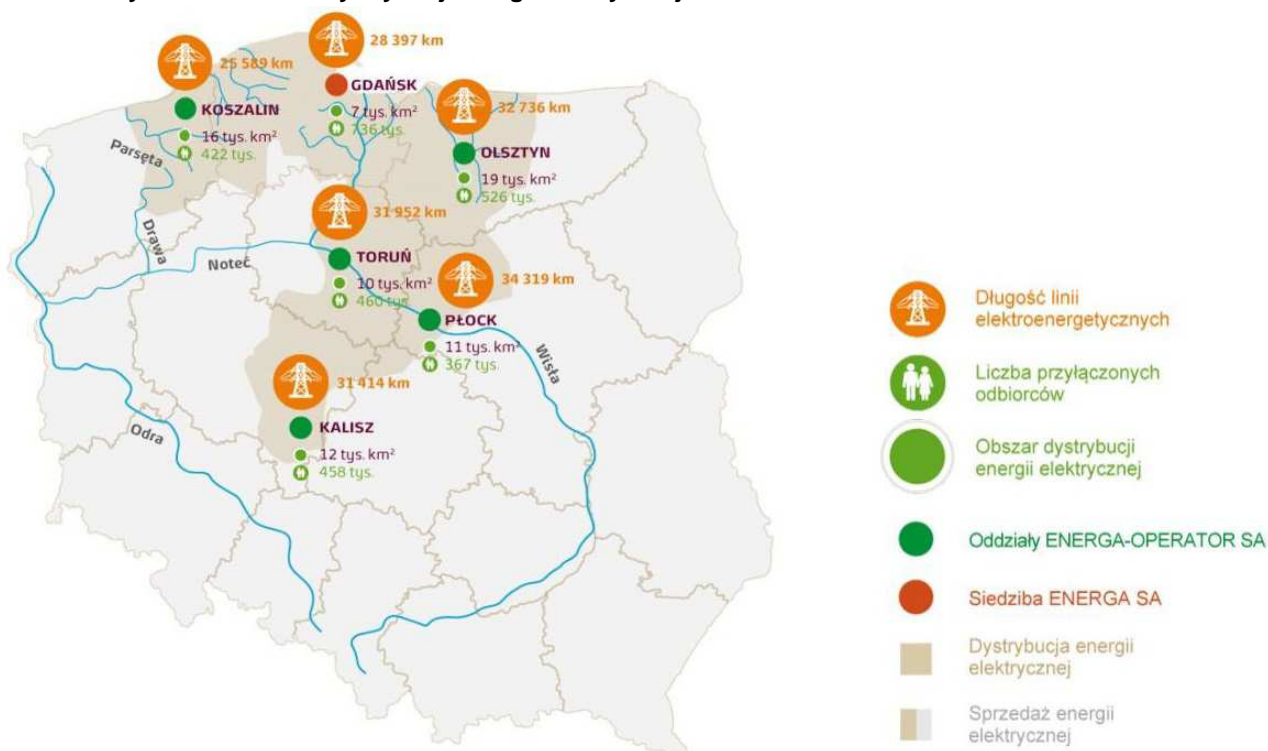 28 397 km
25 589 km
GDAŃSK
7 tys. km²
736 tys.
KOSZALIN
16 tys. km²
422 tys.
32 736 km
OLSZTYN
19 tys. km²
526 tys.
Parsęta
Drawa
Noteć
31 952 km
TORUŃ
10 tys. km²
460 tys.
34 319 km
PŁOCK
11 tys. km²
367 tys.
Wisła
31 414 km
KALISZ
12 tys. km²
458 tys.
Odra
Długość linii
elektroenergetycznych
Liczba przyłączonych
odbiorców
Obszar dystrybucji
energii elektrycznej
Oddziały ENERGA-OPERATOR SA
Siedziba ENERGA SA
Dystrybucja energii
elektrycznej
Sprzedaż energii
elektrycznej